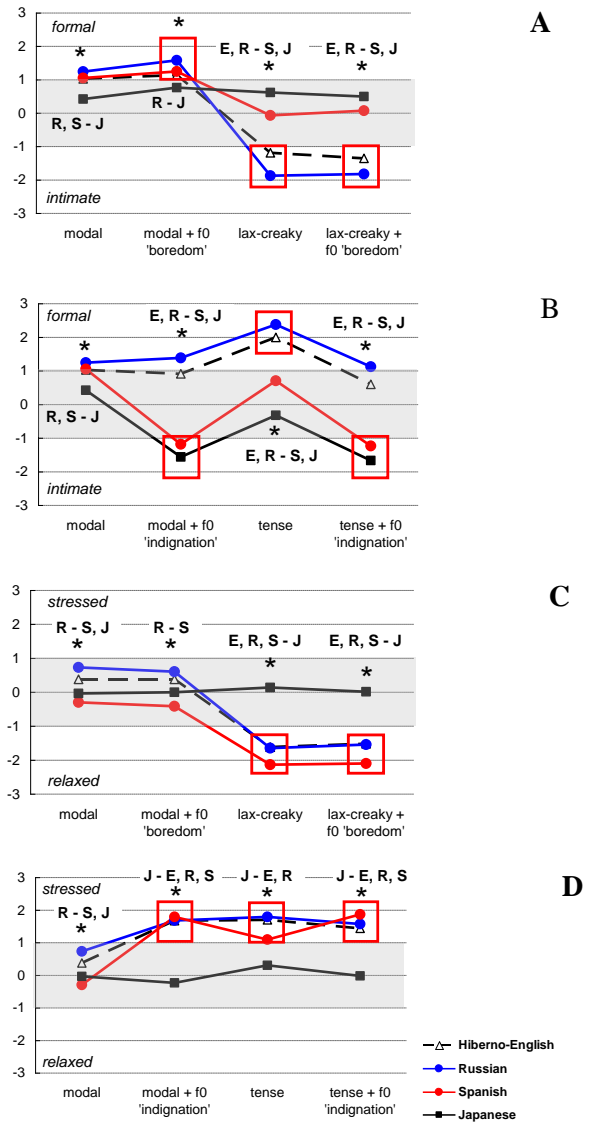 A
formal
3
2
1
0
-1
-2
-3
*
*
E, R - S, J
*
E, R - S, J
*
R, S - J
R - J
intimate
modal
modal + f0 'boredom'
lax-creaky
lax-creaky + f0 'boredom'
B
formal
3
2
1
0
-1
-2
-3
*
E, R - S, J
*
E, R - S, J
*
R, S - J
*
E, R - S, J
intimate
modal
modal + f0 'indignation'
tense
tense + f0 'indignation'
C
stressed
3
2
1
0
-1
-2
-3
R - S, J
*
R - S
*
E, R, S - J
*
E, R, S - J
*
relaxed
modal
modal + f0 'boredom'
lax-creaky
lax-creaky + f0 'boredom'
D
stressed
3
2
1
0
-1
-2
-3
R - S, J
*
J - E, R, S
*
J - E, R
*
J - E, R, S
*
relaxed
modal
modal + f0 'indignation'
tense
tense + f0 'indignation'
Hiberno-English
Russian
Spanish
Japanese